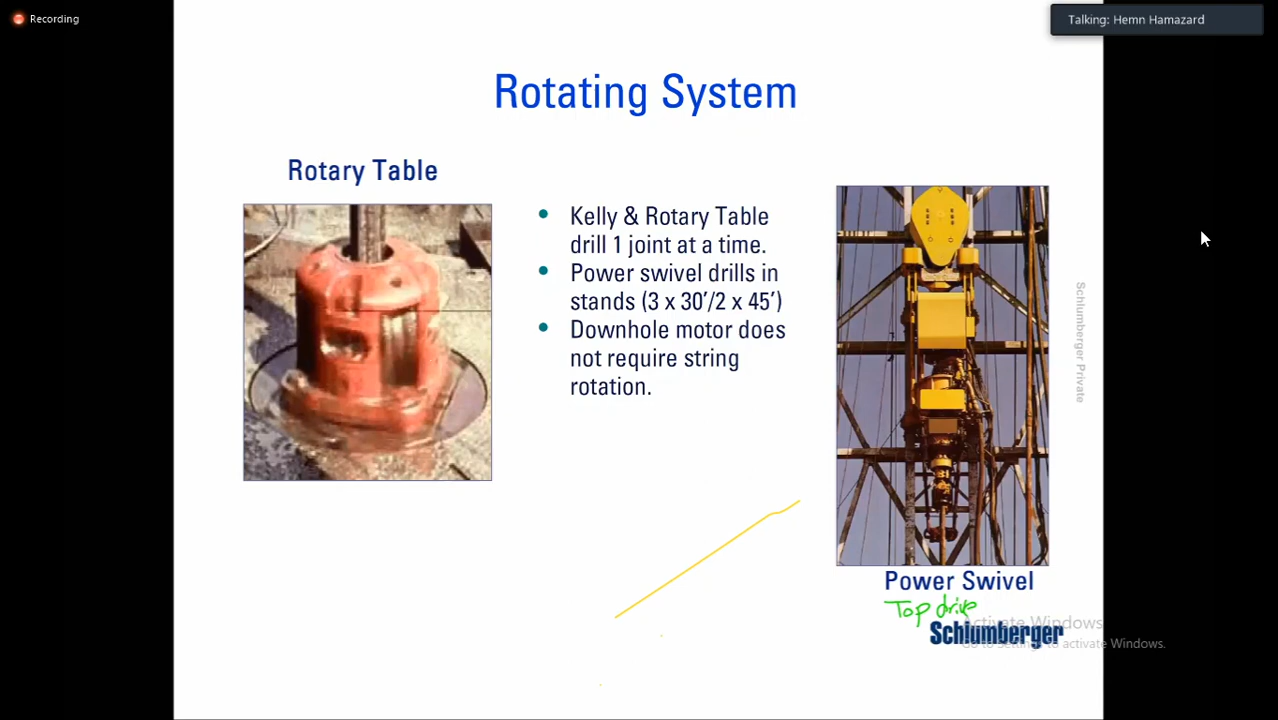 Recording
Talking: Hemn Hamazard
Rotating System
Rotary Table
• Kelly & Rotary Table
drill 1 joint at a time.
• Power swivel drills in
stands (3 x 30’/2 x 45’)
• Downhole motor does
not require string
rotation.
Schlumberger Private
Power Swivel
Top drive
Schlumberger
Activate Windows
Go to Settings to activate Windows.